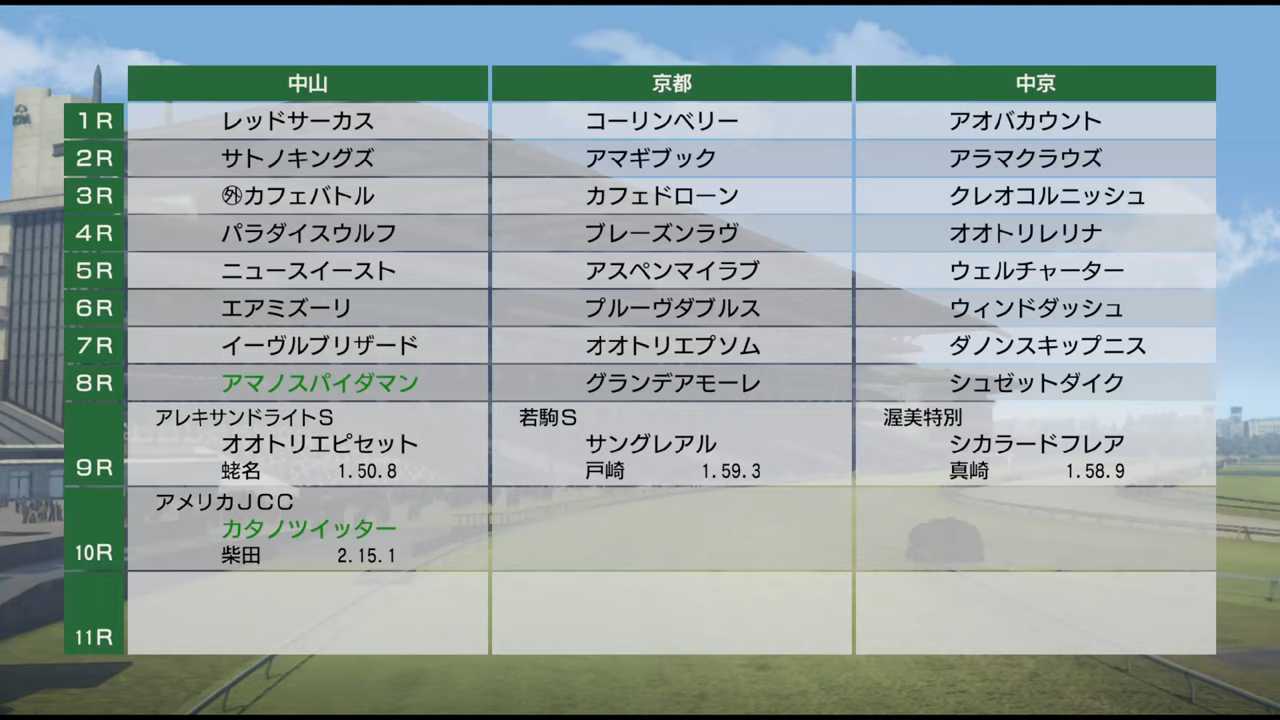 中山 京都 中京
1R レッドサーカス コーリンベリー アオバカウント
2R サトノキングズ アマギブック アラマクラウズ
3R ㊕カフェバトル カフェドローン クレオコルニッシュ
4R パラダイスウルフ ブレーズンラヴ オオトリレリナ
5R ニュースイースト アスペンマイラブ ウェルチャーター
6R エアミズーリ プルーヴダブルス ウィンドダッシュ
7R イーヴルブリザード オオトリエプソム ダノンスキップニス
8R アマノスパイダマン グランデアモーレ シュゼットダイク
アレキサンドライトS 若駒S 渥美特別
オオトリエピセット サングレアル シカラードフレア
9R 蛯名 1.50.8 戸崎 1.59.3 真崎 1.58.9
アメリカJCC
カタノツイッター
10R 柴田 2.15.1
11R